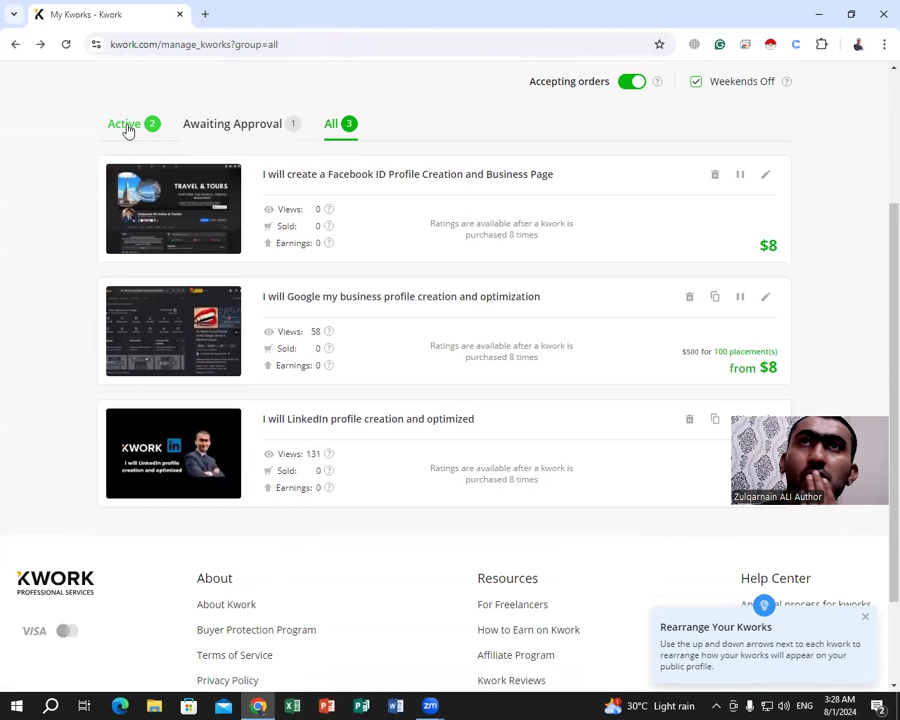 My Kworks - Kwork
kwork.com/manage_kworks?group=all
Accepting orders
Weekends Off
Active 2
Awaiting Approval 1
All 3
TRAVEL & TOURS
I will create a Facebook ID Profile Creation and Business Page
Views: 0
Sold: 0
Earnings: 0
Ratings are available after a kwork is
purchased 8 times
$8
I will Google my business profile creation and optimization
Views: 58
Sold: 0
Earnings: 0
Ratings are available after a kwork is
purchased 8 times
$500 for 100 placement(s)
from $8
KWORK in
I will LinkedIn profile
creation and optimised
I will LinkedIn profile creation and optimized
Views: 131
Sold: 0
Earnings: 0
Ratings are available after a kwork is
purchased 8 times
Zulqarnain ALI Author
KWORK
PROFESSIONAL SERVICES
VISA
About
About Kwork
Buyer Protection Program
Terms of Service
Privacy Policy
Resources
For Freelancers
How to Earn on Kwork
Affiliate Program
Kwork Reviews
Help Center
process for kworks
Rearrange Your Kworks
Use the up and down arrows next to each kwork to
rearrange how your kworks will appear on your
public profile.
30°C Light rain
ENG
3:28 AM
8/1/2024
2